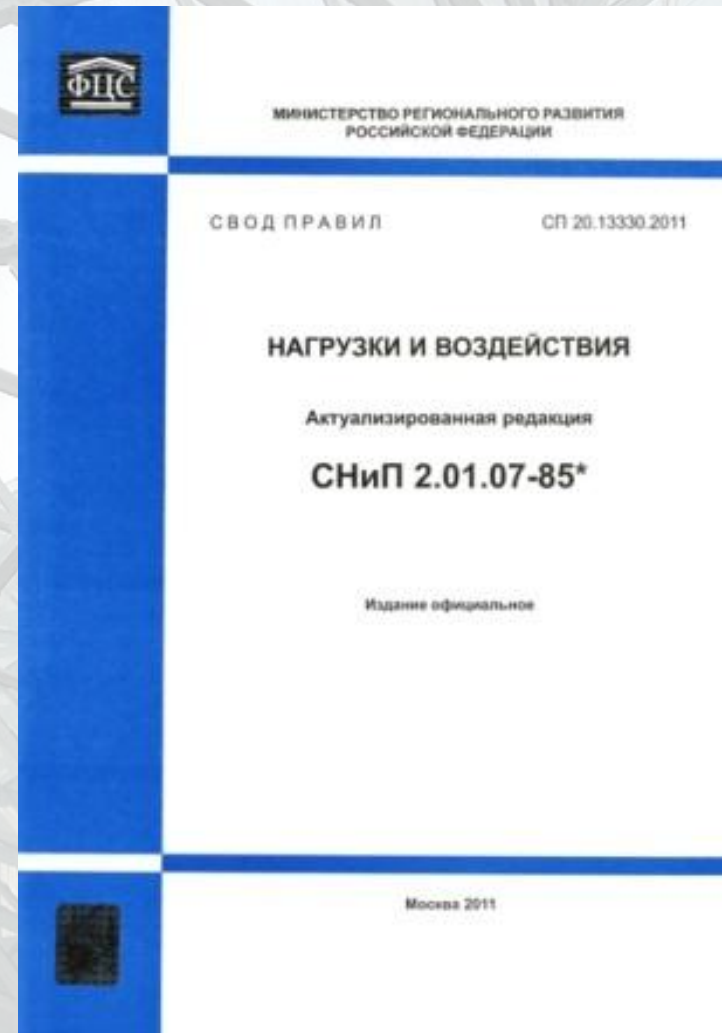 ФЦС
МИНИСТЕРСТВО РЕГИОНАЛЬНОГО РАЗВИТИЯ
РОССИЙСКОЙ ФЕДЕРАЦИИ
СВОД ПРАВИЛ СП 20.13330.2011
НАГРУЗКИ И ВОЗДЕЙСТВИЯ
Актуализированная редакция
СНиП 2.01.07-85*
Издание официальное
Москва 2011